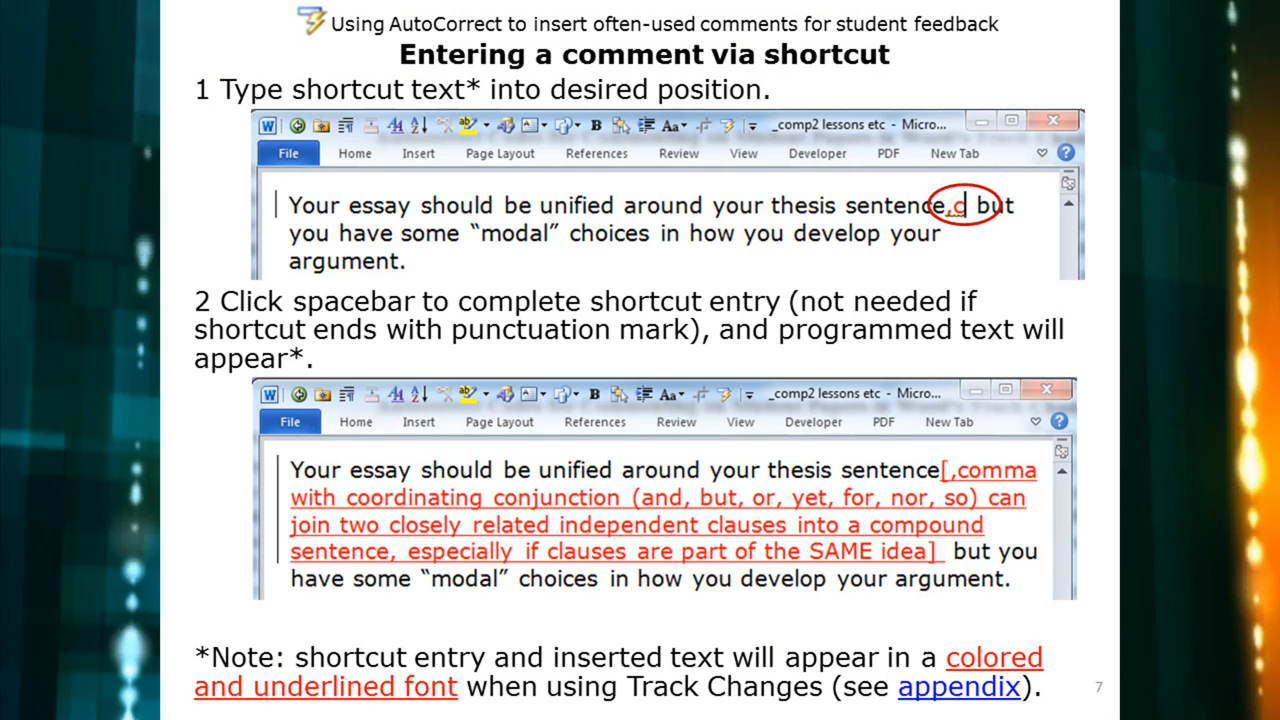 Using AutoCorrect to insert often-used comments for student feedback
Entering a comment via shortcut
1 Type shortcut text* into desired position.
_comp2 lessons etc - Micro...
File Home Insert Page Layout References Review View Developer PDF New Tab
Your essay should be unified around your thesis sentence,c but
you have some “modal” choices in how you develop your
argument.
2 Click spacebar to complete shortcut entry (not needed if
shortcut ends with punctuation mark), and programmed text will
appear*.
_comp2 lessons etc - Micro...
File Home Insert Page Layout References Review View Developer PDF New Tab
Your essay should be unified around your thesis sentence[,comma
with coordinating conjunction (and, but, or, yet, for, nor, so) can
join two closely related independent clauses into a compound
sentence, especially if clauses are part of the SAME idea] but you
have some “modal” choices in how you develop your argument.
*Note: shortcut entry and inserted text will appear in a colored
and underlined font when using Track Changes (see appendix).
7